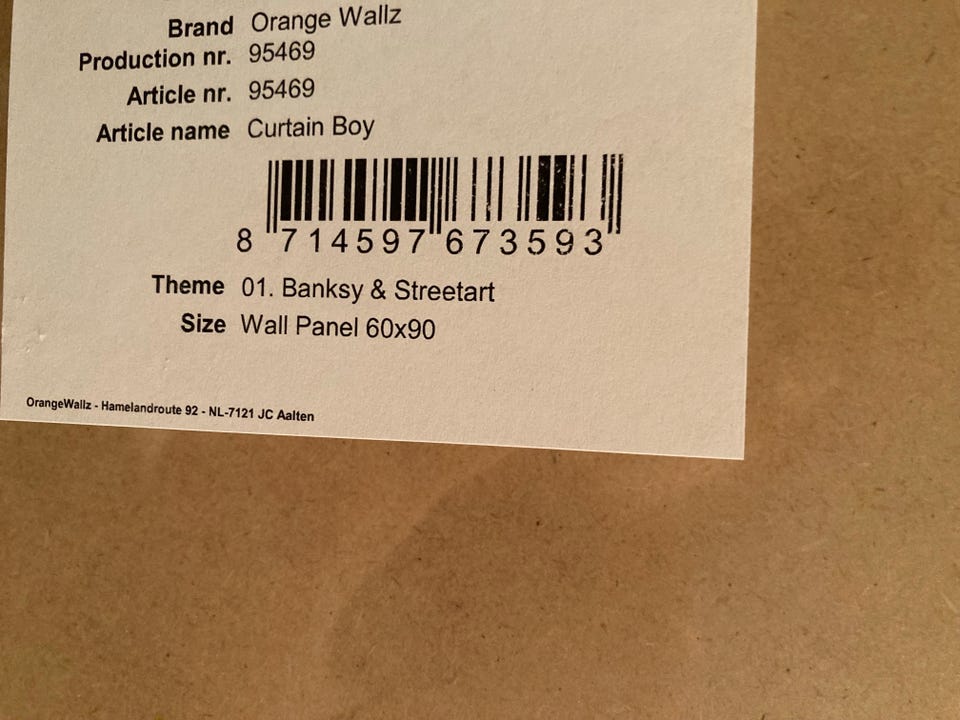 Brand Orange Wallz
Production nr. 95469
Article nr. 95469
Article name Curtain Boy
8 714597 673593
Theme 01. Banksy & Streetart
Size Wall Panel 60x90
OrangeWallz - Hamelandroute 92 - NL-7121 JC Aalten